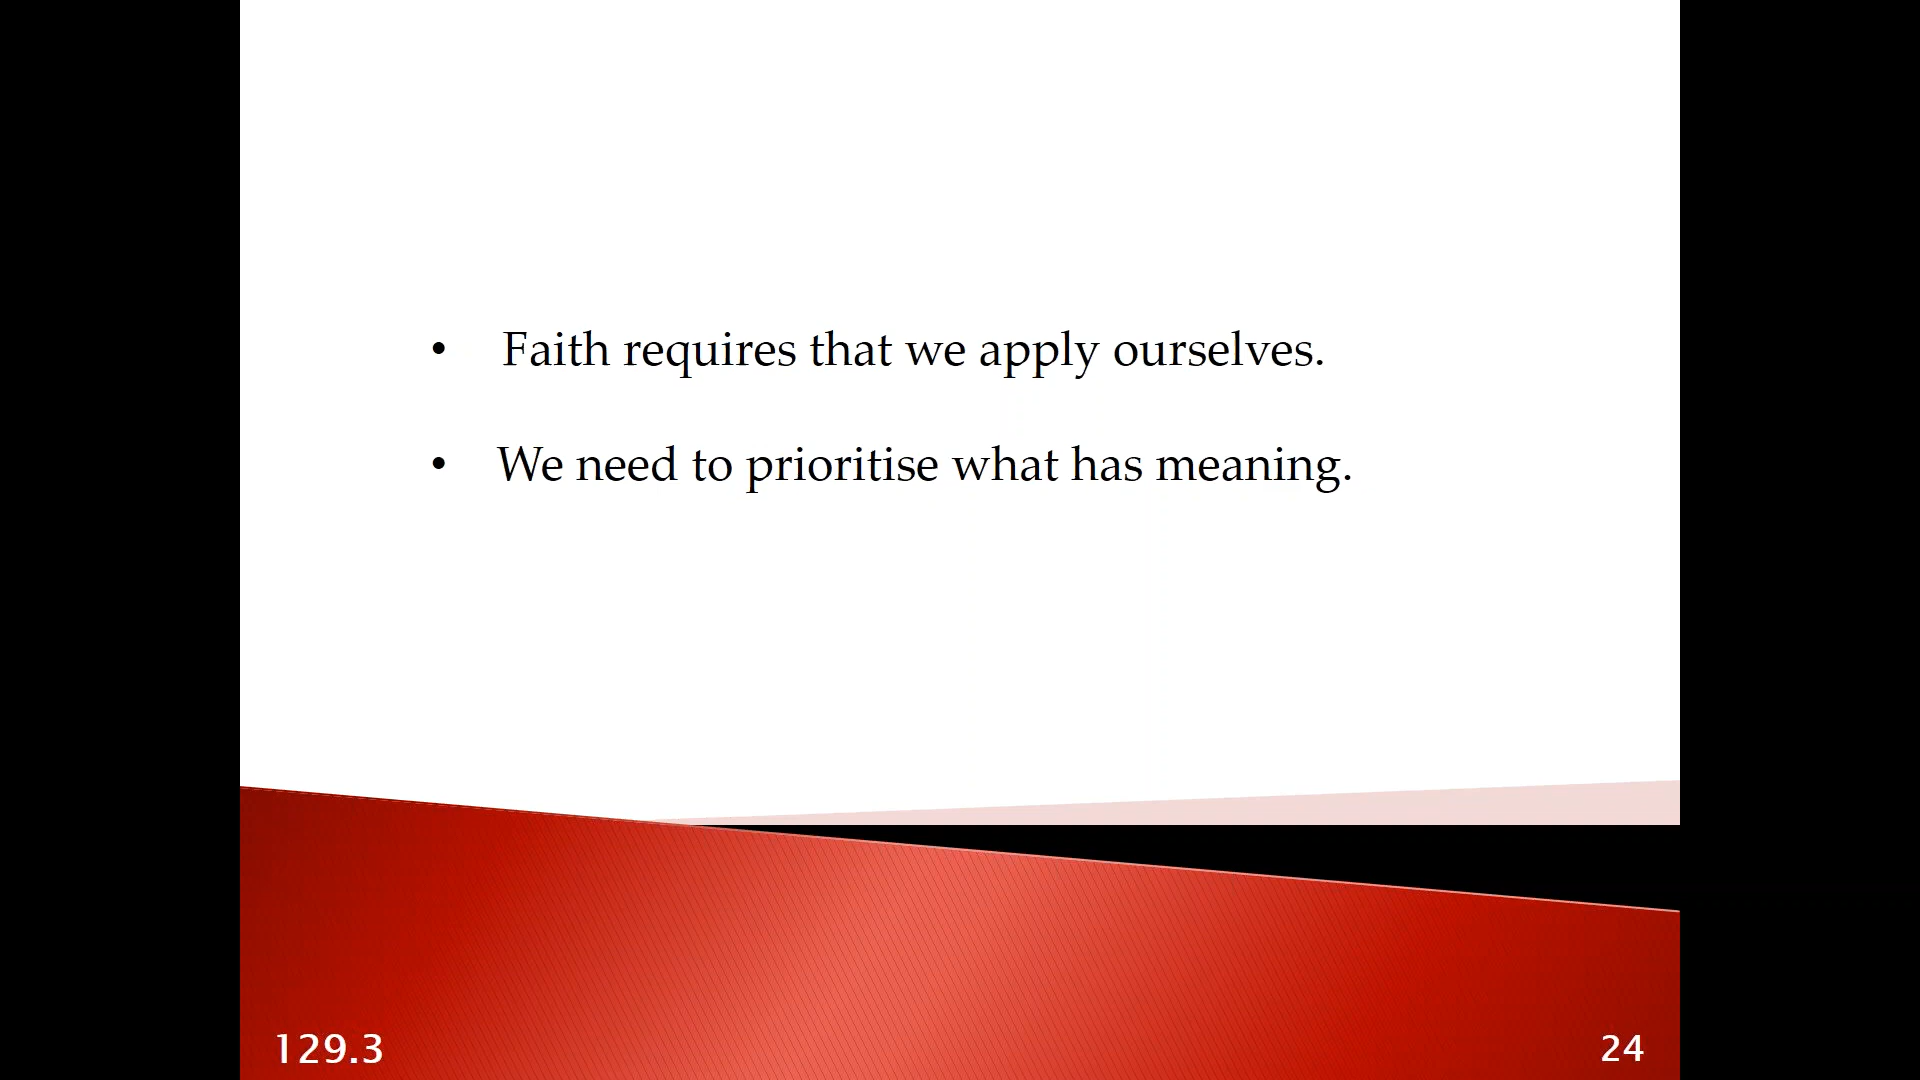 • Faith requires that we apply ourselves.
• We need to prioritise what has meaning.
129.3
24